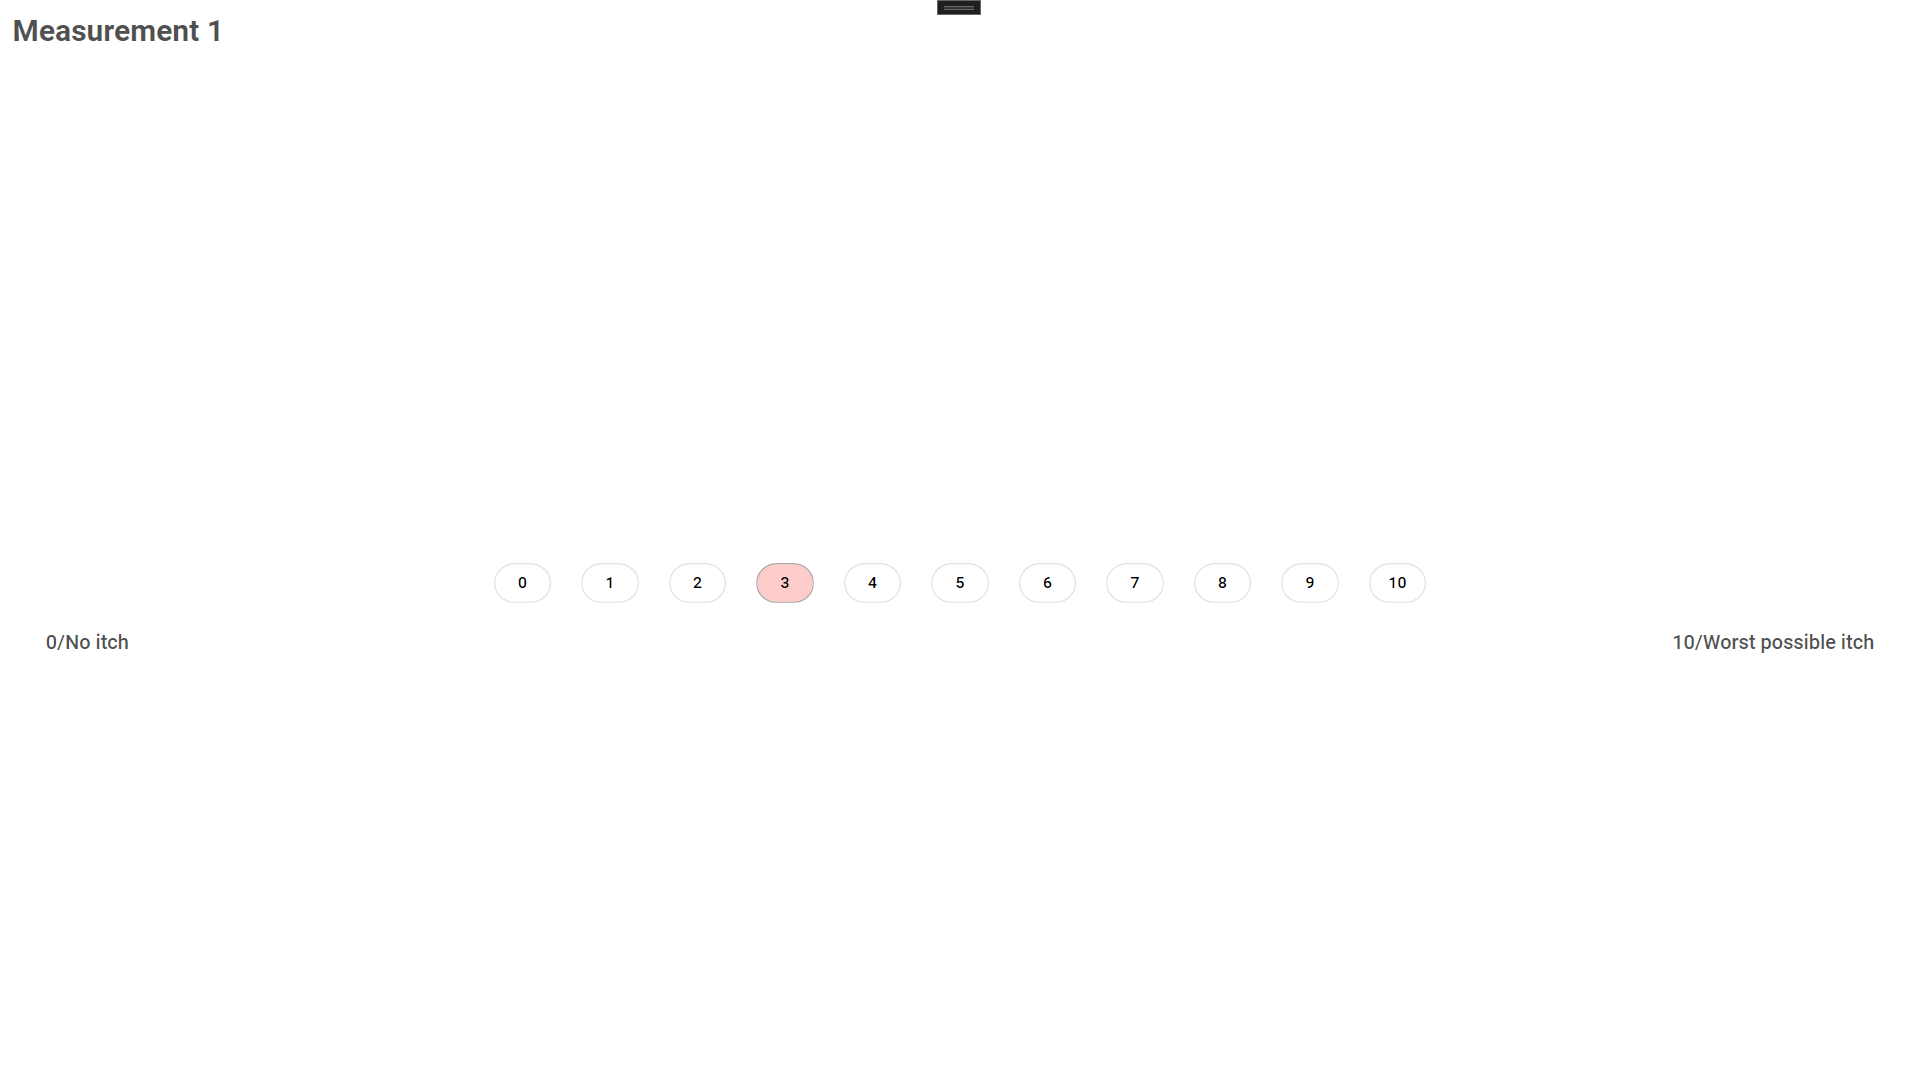 Measurement 1
0 1 2 3 4 5 6 7 8 9 10
0/No itch 10/Worst possible itch